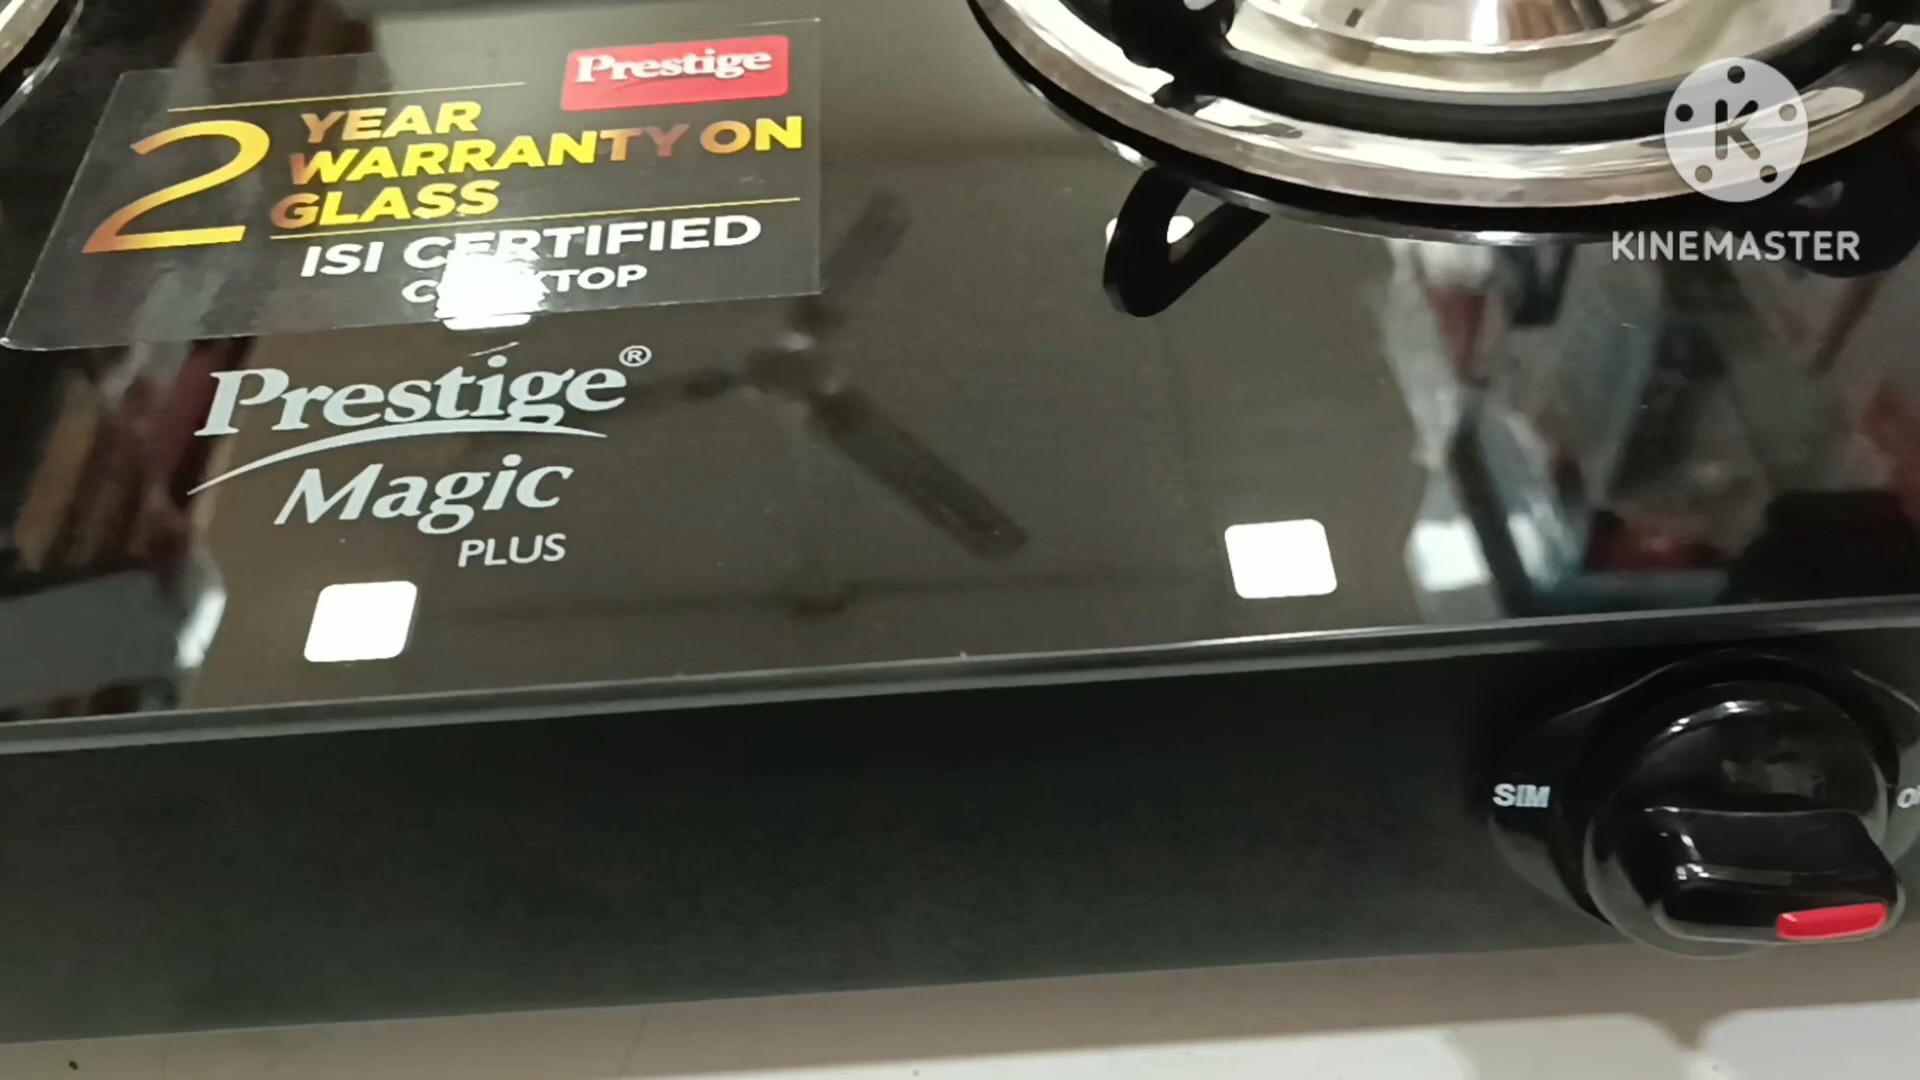 Prestige
2 YEAR
WARRANTY ON
GLASS
ISI CERTIFIED
Prestige®
Magic
PLUS
K
KINEMASTER
SIM